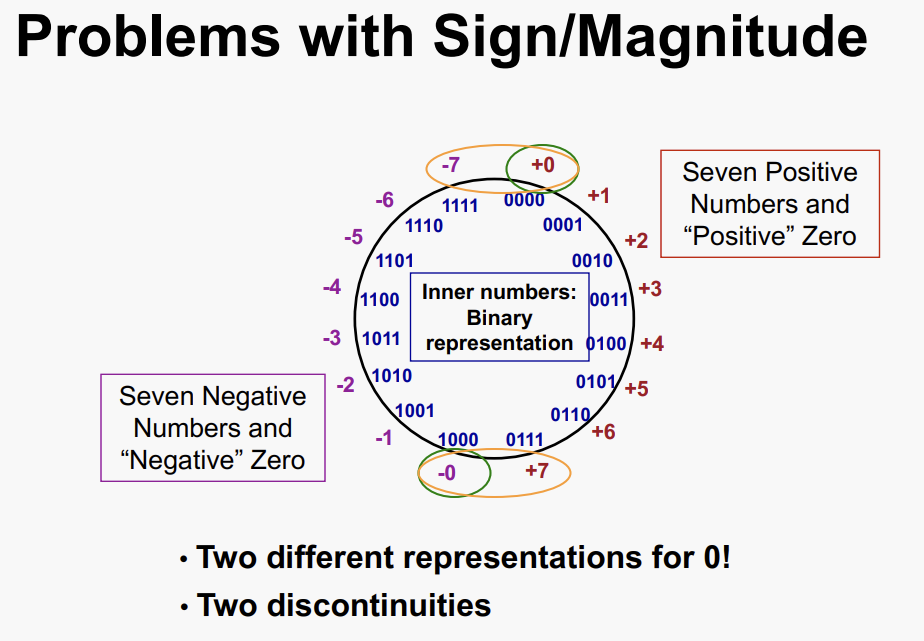 Problems with Sign/Magnitude
-7 +0
-6 1111 0000 +1
Seven Positive
Numbers and
“Positive” Zero
-5 1110 0001 +2
1101 0010
-4 1100 0011 +3
Inner numbers:
Binary
representation
-3 1011 0100 +4
-2 1010 0101 +5
Seven Negative
Numbers and
“Negative” Zero
1001 0110
-1 1000 0111 +6
-0 +7
• Two different representations for 0!
• Two discontinuities